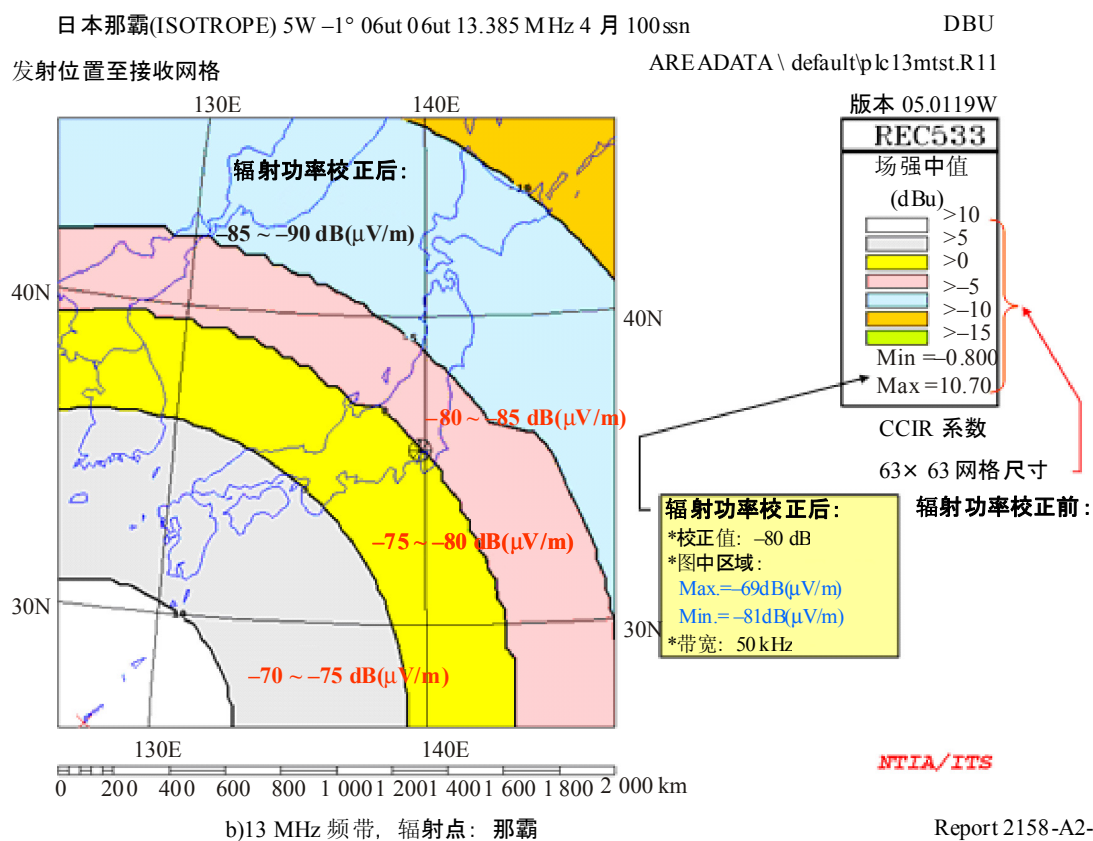 日本那霸(ISOTROPE) 5W –1° 06ut 06ut 13.385 MHz 4 月 100ssn
DBU
发射位置至接收网格
AREADATA \ default\plc13mtst.R11
130E
140E
版本 05.0119W
REC533
场强中值
(dBu)
>10
>5
>0
>–5
>–10
>–15
Min =–0.800
Max =10.70
CCIR 系数
63× 63 网格尺寸
辐射功率校正前:
辐射功率校正后:
–85 ~ –90 dB(μV/m)
40N
40N
–80 ~ –85 dB(μV/m)
–75 ~ –80 dB(μV/m)
–70 ~ –75 dB(μV/m)
30N
30N
辐射功率校正后:
*校正值: –80 dB
*图中区域:
Max.=–69dB(μV/m)
Min.= –81dB(μV/m)
*带宽: 50 kHz
130E
140E
NTIA/ITS
0 200 400 600 800 1 000 1 200 1 400 1 600 1 800 2 000 km
b)13 MHz 频带, 辐射点: 那霸
Report 2158-A2-